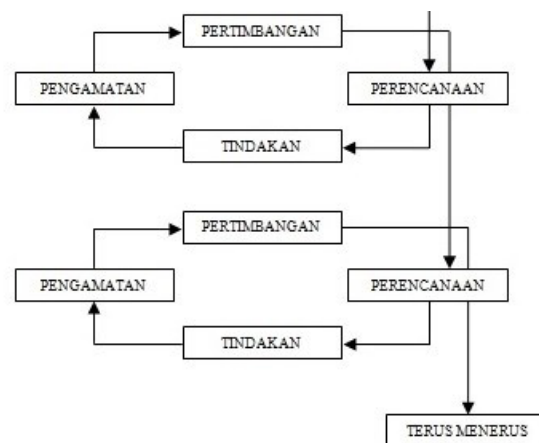 PERTIMBANGAN
PENGAMATAN
PERENCANAAN
TINDAKAN
PERTIMBANGAN
PENGAMATAN
PERENCANAAN
TINDAKAN
TERUS MENERUS